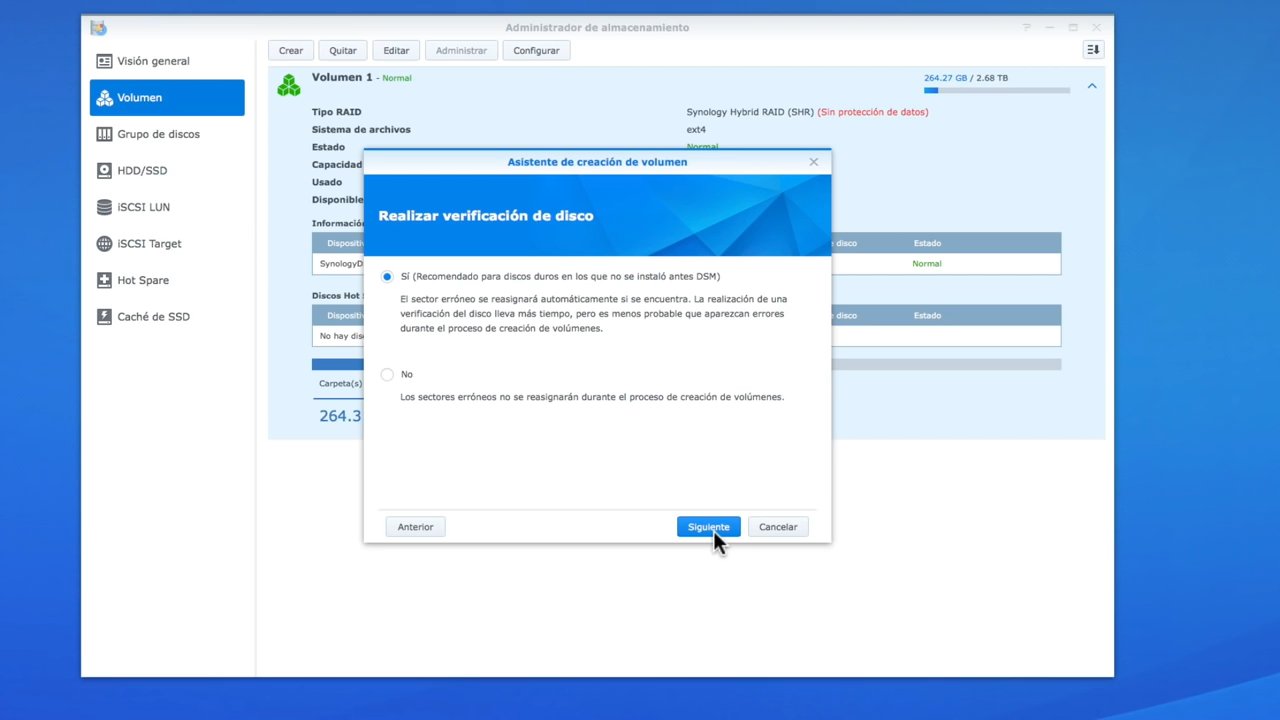 Administrador de almacenamiento
Crear Quitar Editar Administrar Configurar
Visión general
Volumen
Grupo de discos
HDD/SSD
iSCSI LUN
iSCSI Target
Hot Spare
Caché de SSD
Volumen 1 - Normal
264.27 GB / 2.68 TB
Tipo RAID Synology Hybrid RAID (SHR) (Sin protección de datos)
Sistema de archivos ext4
Estado Normal
Capacidad
Usado
Disponible
Asistente de creación de volumen
Realizar verificación de disco
Sí (Recomendado para discos duros en los que no se instaló antes DSM)
El sector erróneo se reasignará automáticamente si se encuentra. La realización de una
verificación del disco lleva más tiempo, pero es menos probable que aparezcan errores
durante el proceso de creación de volúmenes.
No
Los sectores erróneos no se reasignarán durante el proceso de creación de volúmenes.
Anterior Siguiente Cancelar
disco Estado
Normal
Discos Hot
disco Estado
No hay
Carpeta(s)
264.3